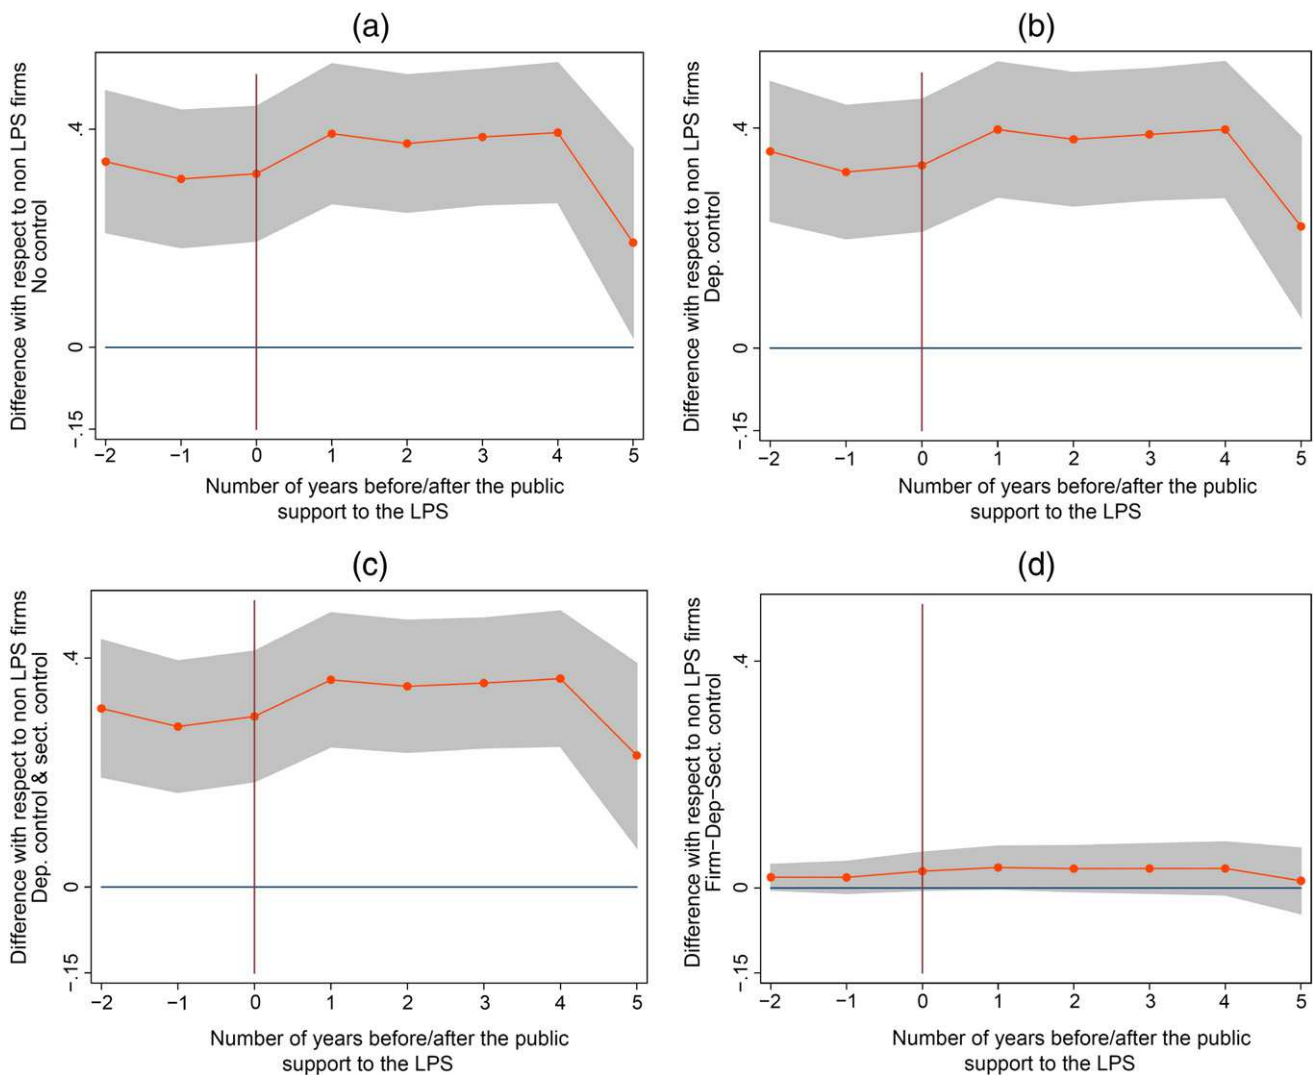 (a)
Difference with respect to non LPS firms
No control
.4
0
−.15
−2 −1 0 1 2 3 4 5
Number of years before/after the public
support to the LPS
(b)
Difference with respect to non LPS firms
Dep. control
.4
0
−.15
−2 −1 0 1 2 3 4 5
Number of years before/after the public
support to the LPS
(c)
Difference with respect to non LPS firms
Dep. control & sect. control
.4
0
−.15
−2 −1 0 1 2 3 4 5
Number of years before/after the public
support to the LPS
(d)
Difference with respect to non LPS firms
Firm−Dep−Sect. control
.4
0
−.15
−2 −1 0 1 2 3 4 5
Number of years before/after the public
support to the LPS